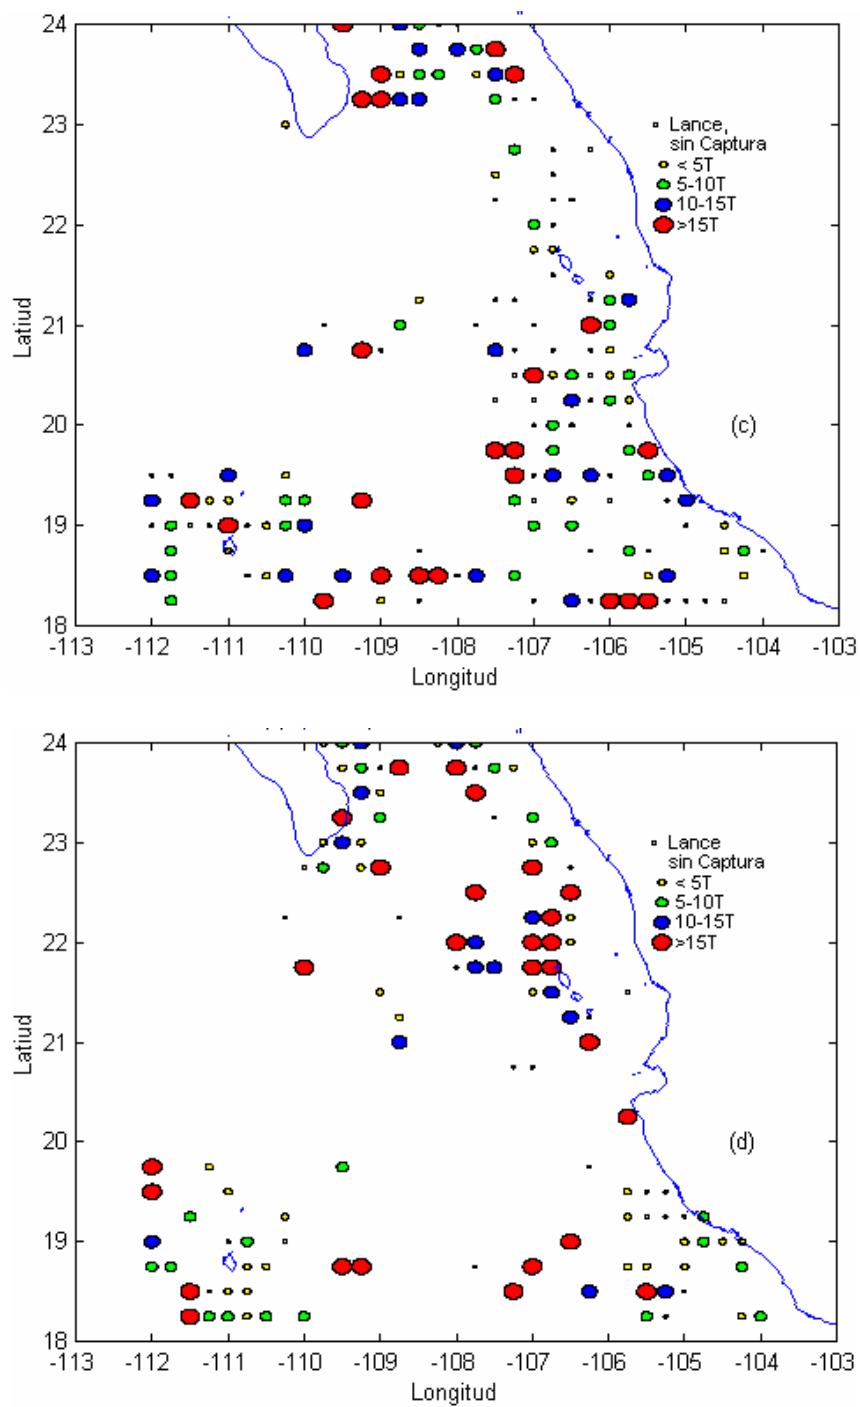 24
23
22
21
20
19
18
Latiud
Lance,
sin Captura
< 5T
5-10T
10-15T
>15T
(c)
-113 -112 -111 -110 -109 -108 -107 -106 -105 -104 -103
Longitud
24
23
22
21
20
19
18
Latiud
Lance
sin Captura
< 5T
5-10T
10-15T
>15T
(d)
-113 -112 -111 -110 -109 -108 -107 -106 -105 -104 -103
Longitud